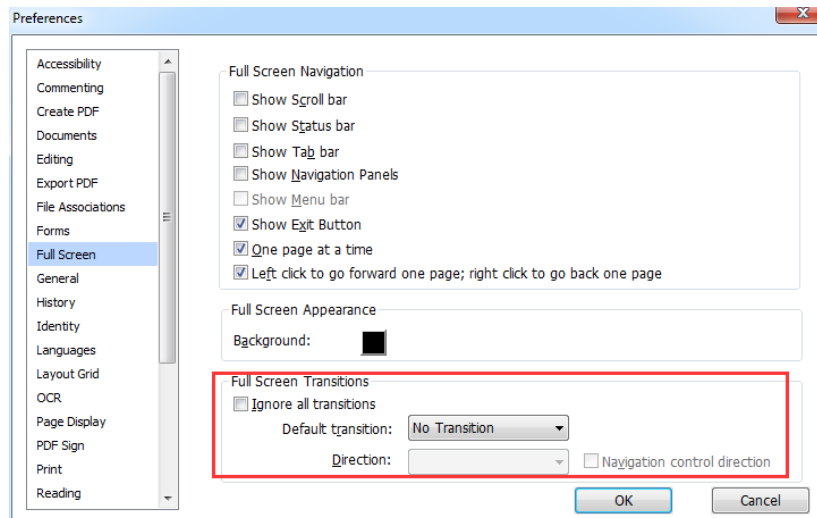 Preferences
Accessibility
Commenting
Create PDF
Documents
Editing
Export PDF
File Associations
Forms
Full Screen
General
History
Identity
Languages
Layout Grid
OCR
Page Display
PDF Sign
Print
Reading
Full Screen Navigation
Show Scroll bar
Show Status bar
Show Tab bar
Show Navigation Panels
Show Menu bar
Show Exit Button
One page at a time
Left click to go forward one page; right click to go back one page
Full Screen Appearance
Background:
Full Screen Transitions
Ignore all transitions
Default transition: No Transition
Direction: Navigation control direction
OK Cancel